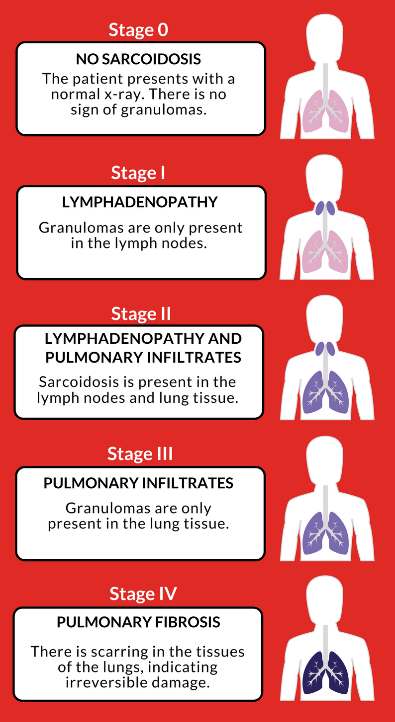 Stage 0
NO SARCOIDOSIS
The patient presents with a
normal x-ray. There is no
sign of granulomas.
Stage I
LYMPHADENOPATHY
Granulomas are only present
in the lymph nodes.
Stage II
LYMPHADENOPATHY AND
PULMONARY INFILTRATES
Sarcoidosis is present in the
lymph nodes and lung tissue.
Stage III
PULMONARY INFILTRATES
Granulomas are only
present in the lung tissue.
Stage IV
PULMONARY FIBROSIS
There is scarring in the tissues
of the lungs, indicating
irreversible damage.